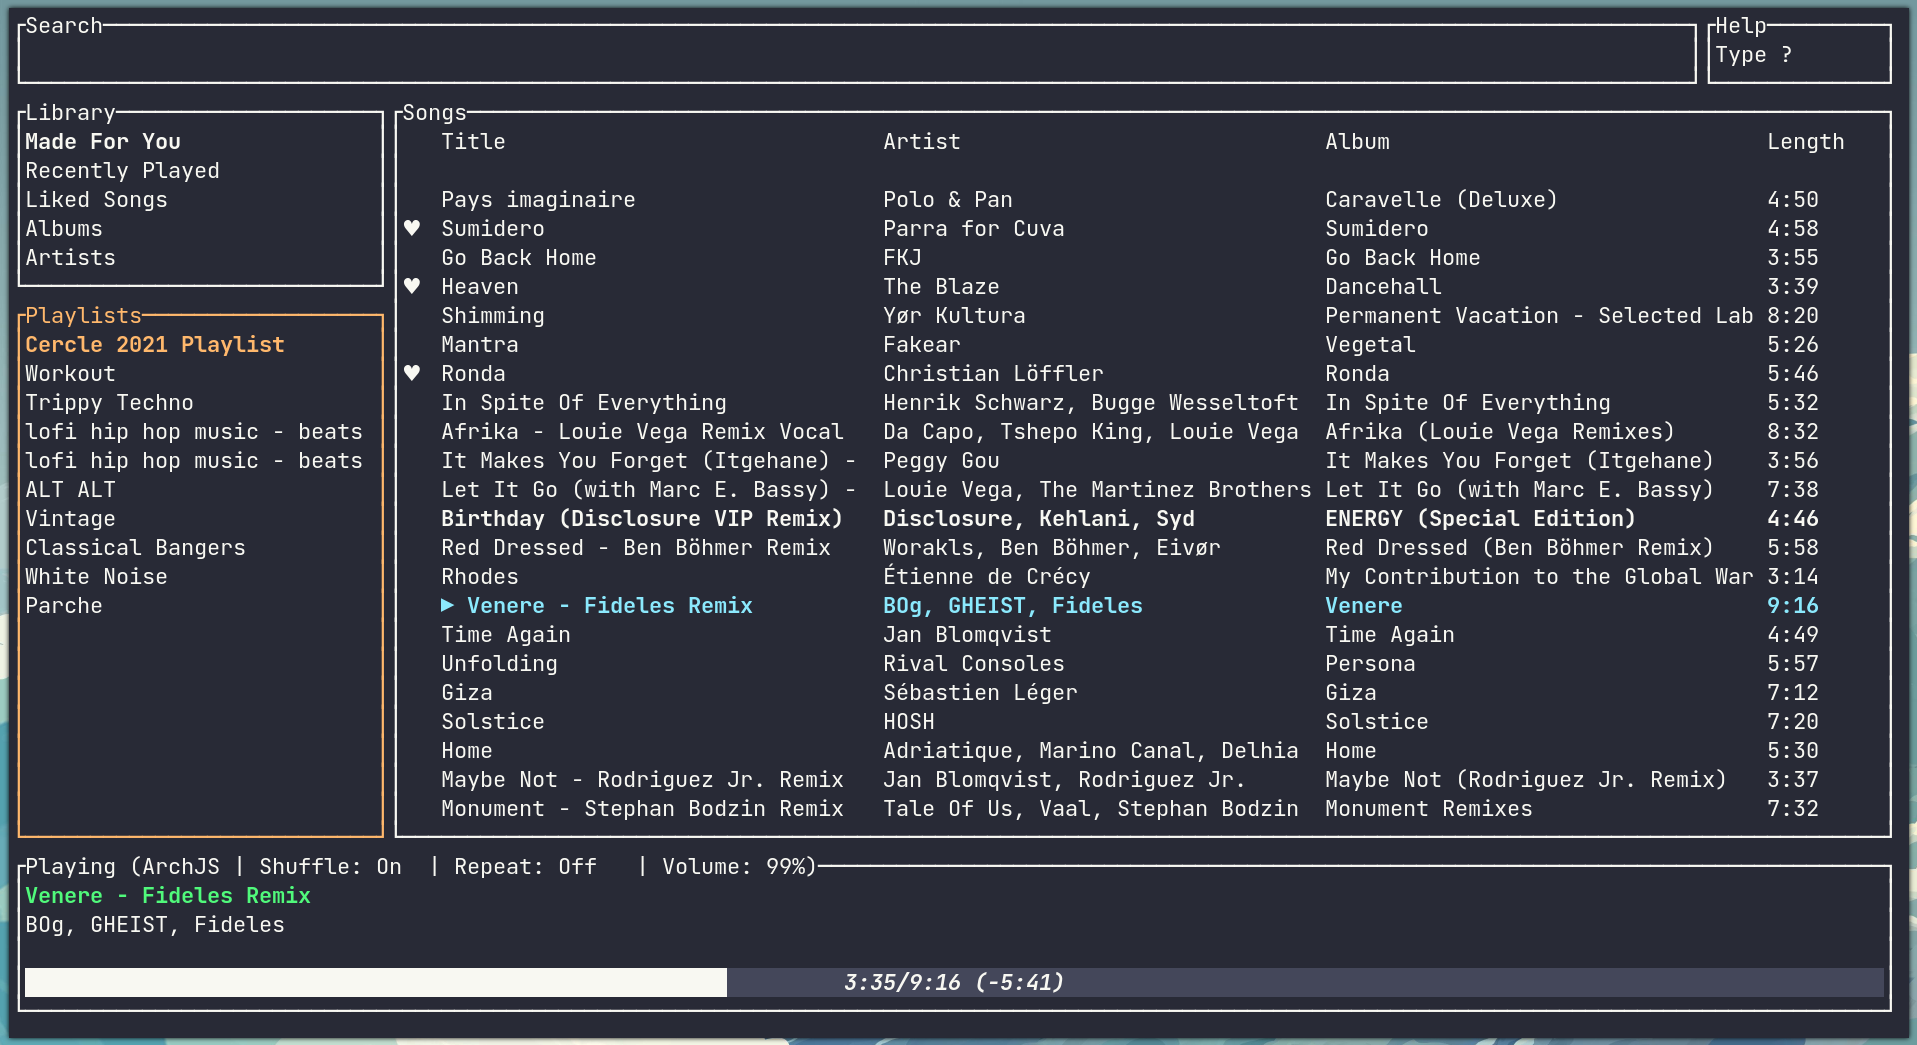 Search
Help
Type ?
Library
Made For You
Recently Played
Liked Songs
Albums
Artists
Playlists
Cercle 2021 Playlist
Workout
Trippy Techno
lofi hip hop music - beats
lofi hip hop music - beats
ALT ALT
Vintage
Classical Bangers
White Noise
Parche
Songs
Title Artist Album Length
Pays imaginaire Polo & Pan Caravelle (Deluxe) 4:50
♥ Sumidero Parra for Cuva Sumidero 4:58
Go Back Home FKJ Go Back Home 3:55
♥ Heaven The Blaze Dancehall 3:39
Shimming Yør Kultura Permanent Vacation - Selected Lab 8:20
Mantra Fakear Vegetal 5:26
♥ Ronda Christian Löffler Ronda 5:46
In Spite Of Everything Henrik Schwarz, Bugge Wesseltoft In Spite Of Everything 5:32
Afrika - Louie Vega Remix Vocal Da Capo, Tshepo King, Louie Vega Afrika (Louie Vega Remixes) 8:32
It Makes You Forget (Itgehane) - Peggy Gou It Makes You Forget (Itgehane) 3:56
Let It Go (with Marc E. Bassy) - Louie Vega, The Martinez Brothers Let It Go (with Marc E. Bassy) 7:38
Birthday (Disclosure VIP Remix) Disclosure, Kehlani, Syd ENERGY (Special Edition) 4:46
Red Dressed - Ben Böhmer Remix Worakls, Ben Böhmer, Eivør Red Dressed (Ben Böhmer Remix) 5:58
Rhodes Étienne de Crécy My Contribution to the Global War 3:14
▶ Venere - Fideles Remix BOg, GHEIST, Fideles Venere 9:16
Time Again Jan Blomqvist Time Again 4:49
Unfolding Rival Consoles Persona 5:57
Giza Sébastien Léger Giza 7:12
Solstice HOSH Solstice 7:20
Home Adriatique, Marino Canal, Delhia Home 5:30
Maybe Not - Rodriguez Jr. Remix Jan Blomqvist, Rodriguez Jr. Maybe Not (Rodriguez Jr. Remix) 3:37
Monument - Stephan Bodzin Remix Tale Of Us, Vaal, Stephan Bodzin Monument Remixes 7:32
Playing (ArchJS | Shuffle: On | Repeat: Off | Volume: 99%)
Venere - Fideles Remix
BOg, GHEIST, Fideles
3:35/9:16 (-5:41)